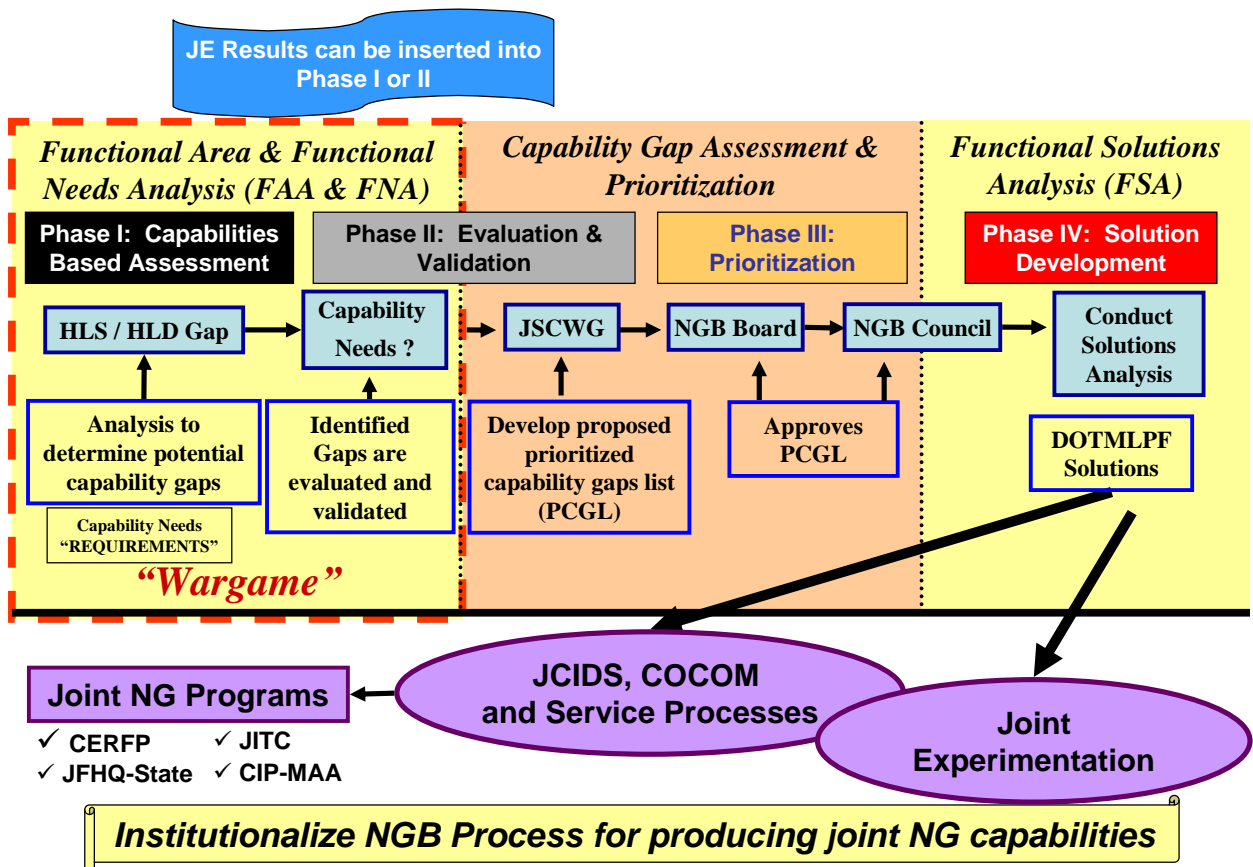 JE Results can be inserted into
Phase I or II
Functional Area & Functional
Needs Analysis (FAA & FNA)
Capability Gap Assessment &
Prioritization
Functional Solutions
Analysis (FSA)
Phase I:  Capabilities
Based Assessment
Phase II:  Evaluation &
Validation
Phase III:
Prioritization
Phase IV:  Solution
Development
HLS / HLD Gap
Capability
Needs ?
JSCWG
NGB Board
NGB Council
Conduct
Solutions
Analysis
Analysis to
determine potential
capability gaps
Identified
Gaps are
evaluated and
validated
Develop proposed
prioritized
capability gaps list
(PCGL)
Approves
PCGL
DOTMLPF
Solutions
Capability Needs
“REQUIREMENTS”
“Wargame”
JCIDS, COCOM
and Service Processes
Joint NG Programs
Joint
Experimentation
✓ CERFP
✓ JITC
✓ JFHQ-State
✓ CIP-MAA
Institutionalize NGB Process for producing joint NG capabilities